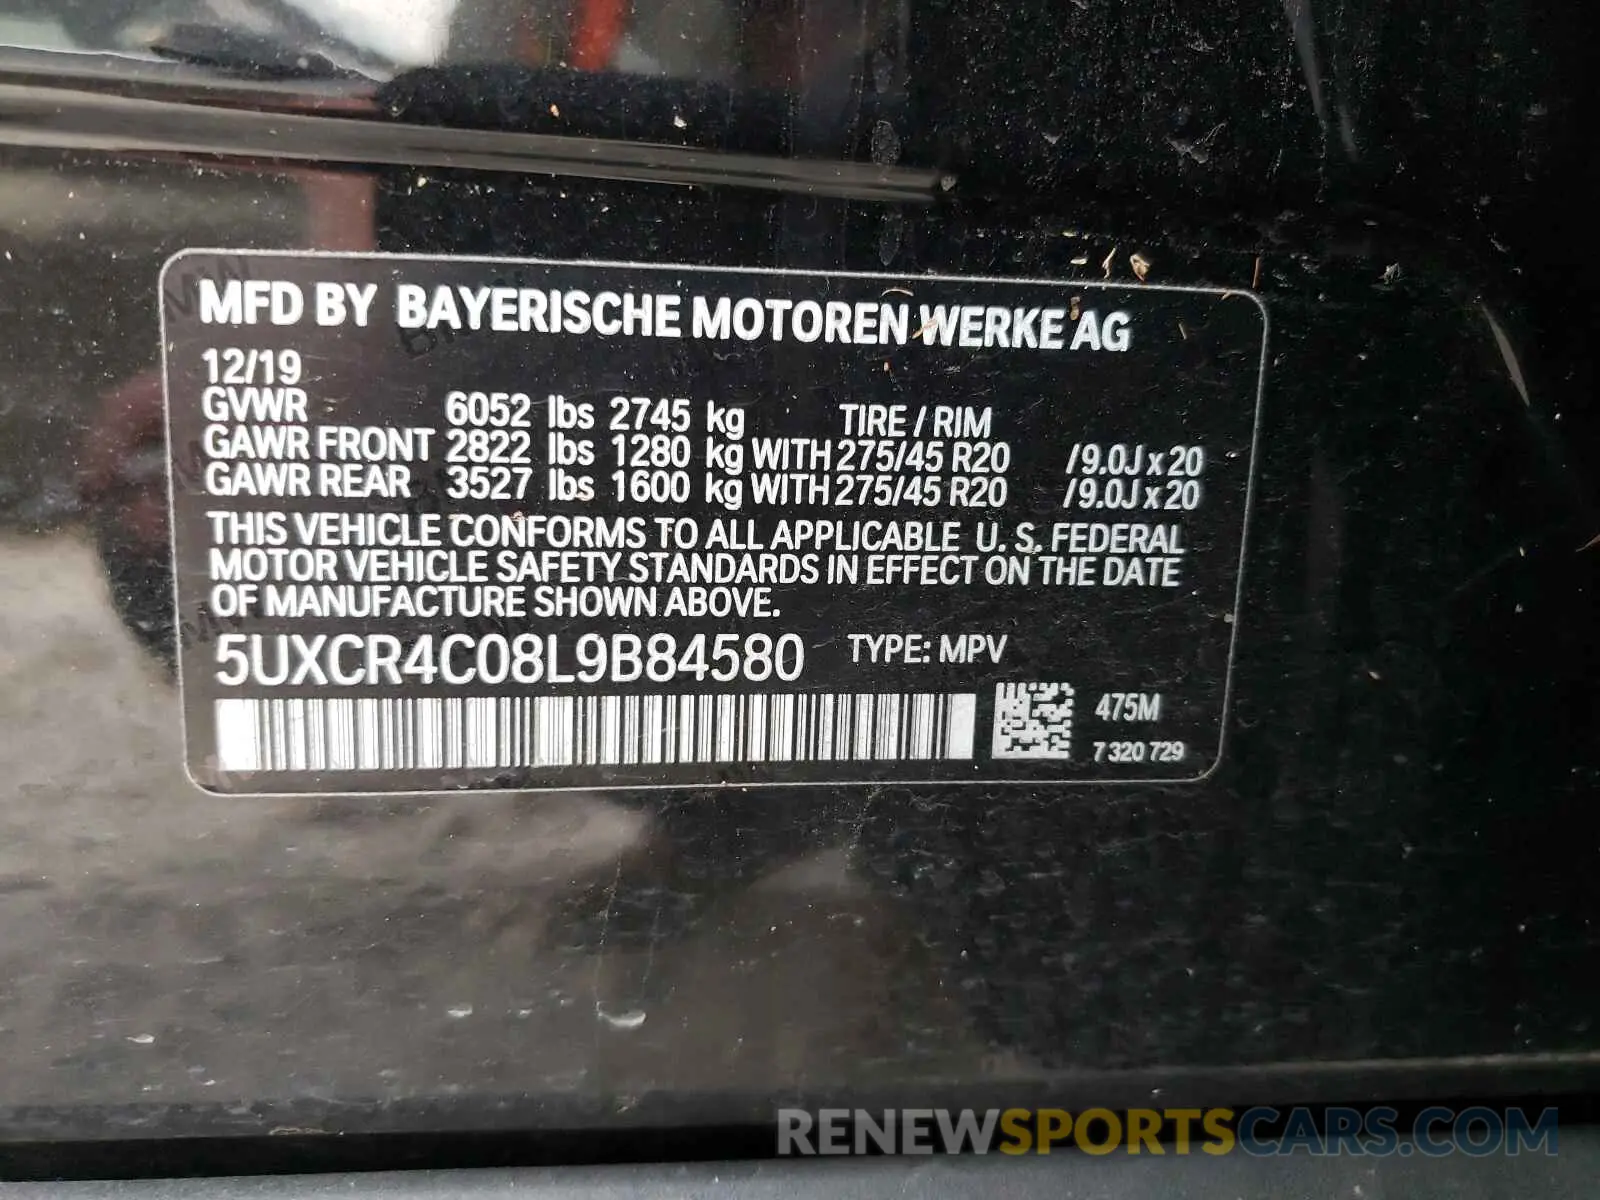 MFD BY BAYERISCHE MOTOREN WERKE AG
12/19
GVWR 6052 lbs 2745 kg TIRE / RIM
GAWR FRONT 2822 lbs 1280 kg WITH 275/45 R20 /9.0J x 20
GAWR REAR 3527 lbs 1600 kg WITH 275/45 R20 /9.0J x 20
THIS VEHICLE CONFORMS TO ALL APPLICABLE U. S. FEDERAL
MOTOR VEHICLE SAFETY STANDARDS IN EFFECT ON THE DATE
OF MANUFACTURE SHOWN ABOVE.
5UXCR4C08L9B84580 TYPE: MPV
475M
7 320 729
RENEWSPORTSCARS.COM